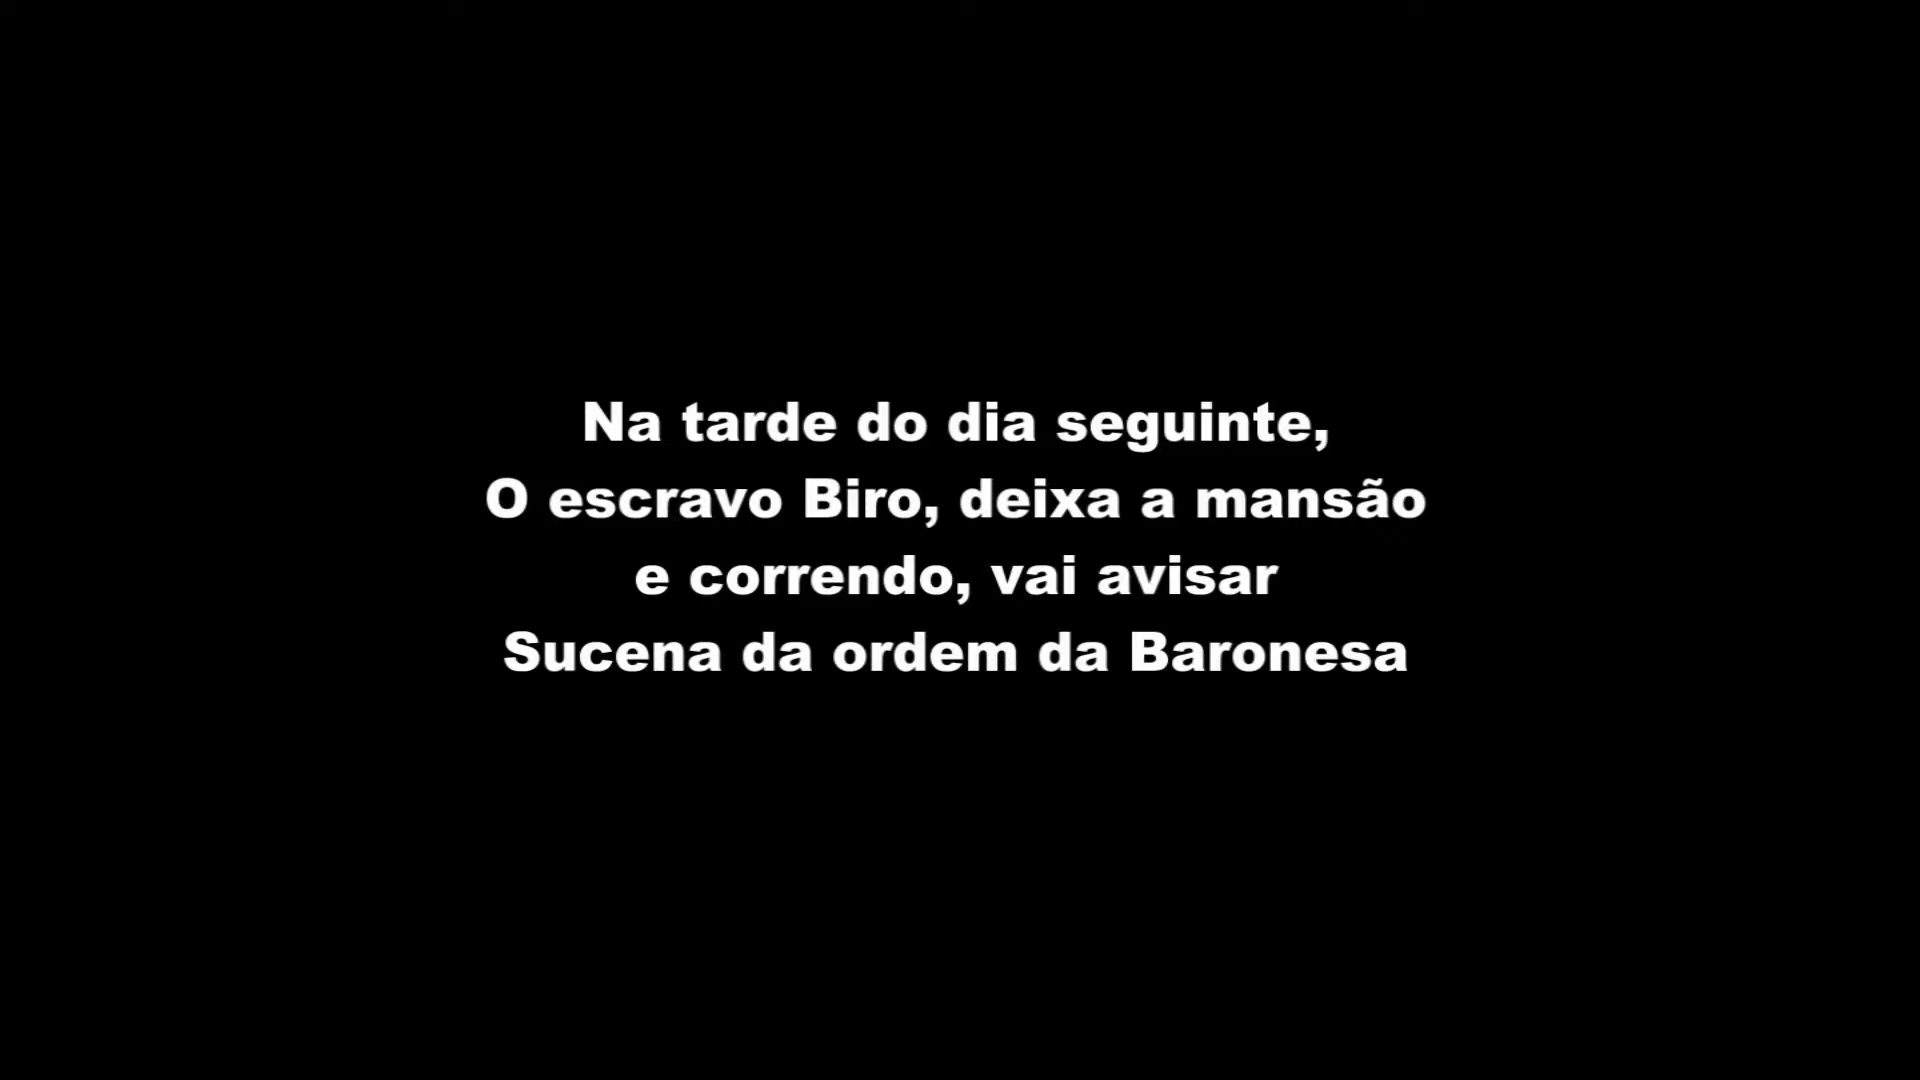 Na tarde do dia seguinte,
O escravo Biro, deixa a mansão
e correndo, vai avisar
Sucena da ordem da Baronesa